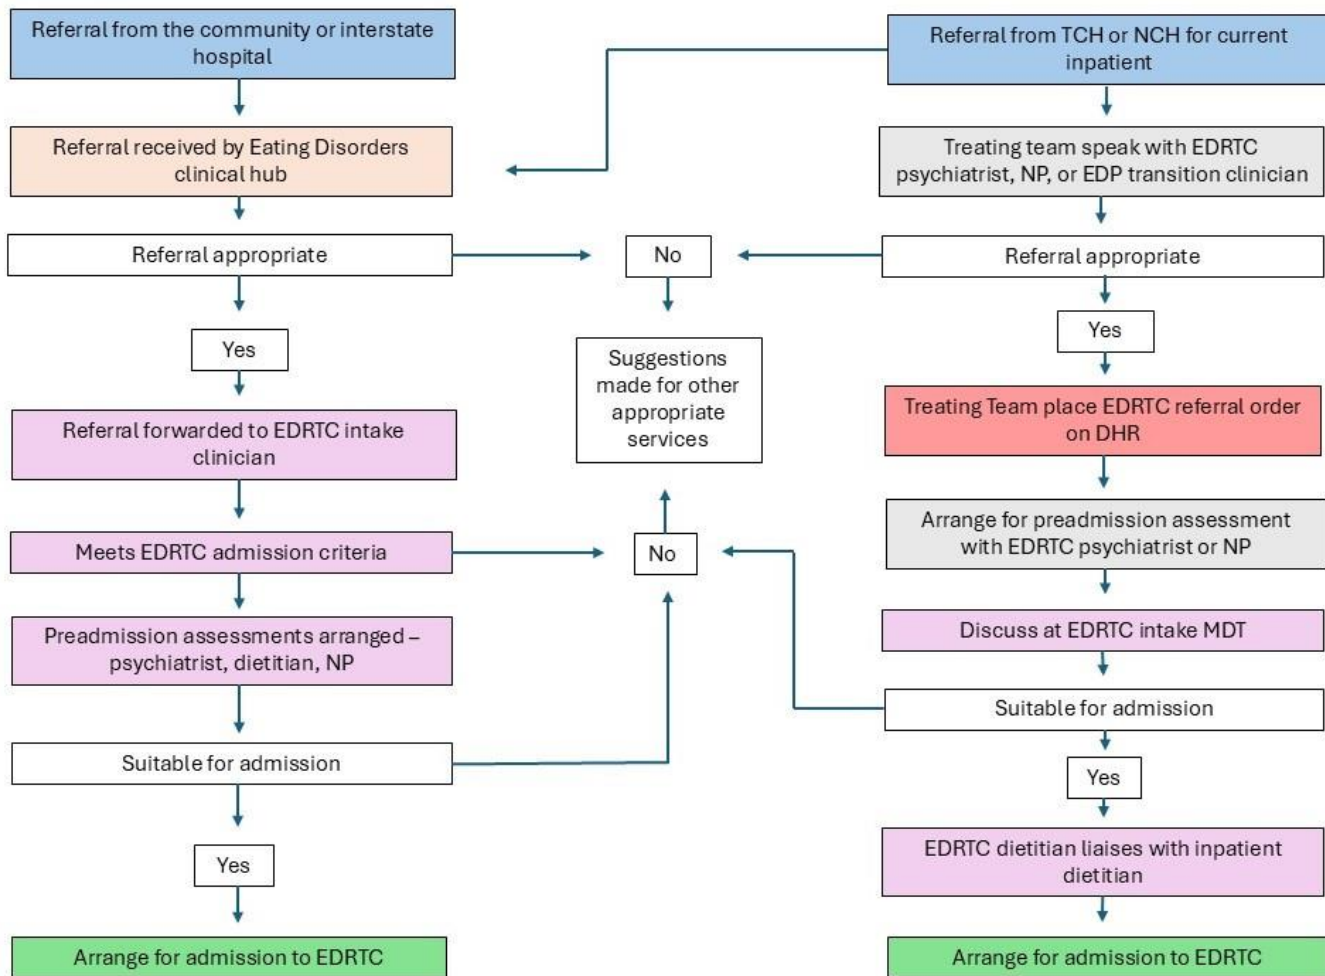 Referral from the community or interstate
hospital
Referral received by Eating Disorders
clinical hub
Referral appropriate
Yes
Referral forwarded to EDRTC intake
clinician
Meets EDRTC admission criteria
Preadmission assessments arranged –
psychiatrist, dietitian, NP
Suitable for admission
Yes
Arrange for admission to EDRTC
No
Suggestions
made for other
appropriate
services
No
Referral from TCH or NCH for current
inpatient
Treating team speak with EDRTC
psychiatrist, NP, or EDP transition clinician
Referral appropriate
Yes
Treating Team place EDRTC referral order
on DHR
Arrange for preadmission assessment
with EDRTC psychiatrist or NP
Discuss at EDRTC intake MDT
Suitable for admission
Yes
EDRTC dietitian liaises with inpatient
dietitian
Arrange for admission to EDRTC